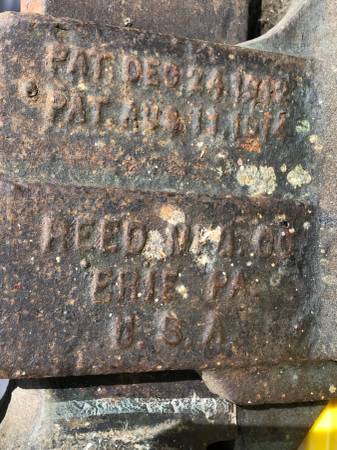 PAT. DEC 24, 1912
PAT. AUG 11, 1914
REED MFG. CO
ERIE PA.
U.S.A.